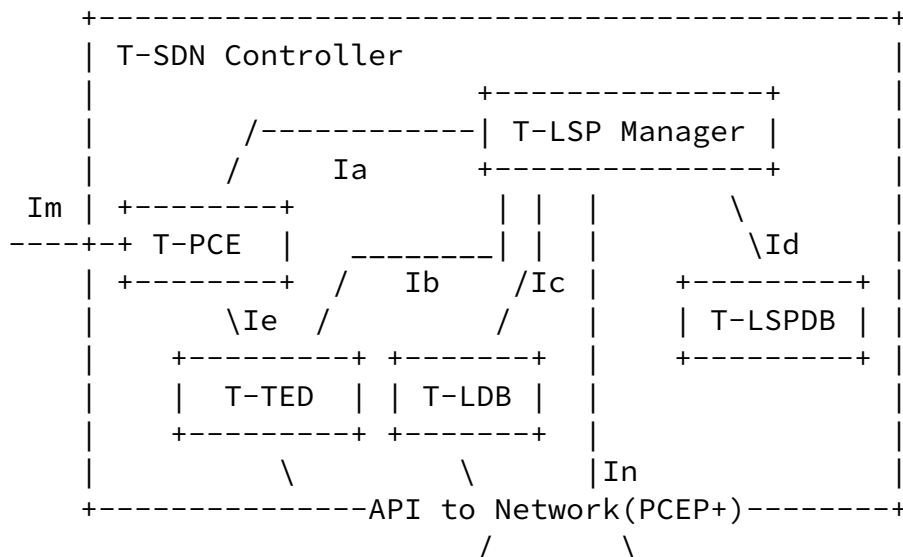 T-SDN Controller
T-LSP Manager
Ia
Im
T-PCE
Id
Ib Ic
Ie
T-LSPDB
T-TED T-LDB
In
API to Network(PCEP+)